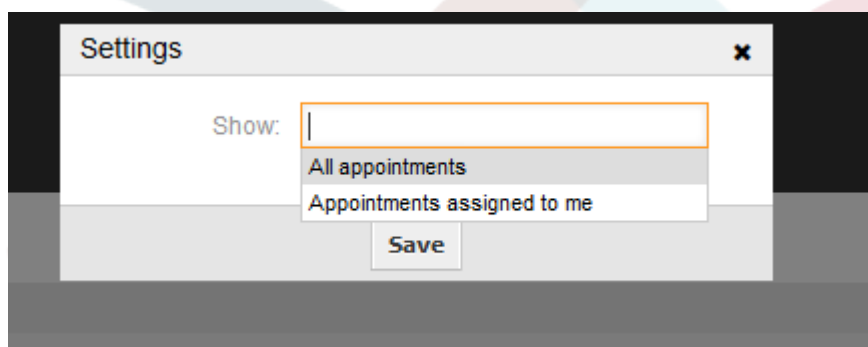 Settings
Show:
All appointments
Appointments assigned to me
Save